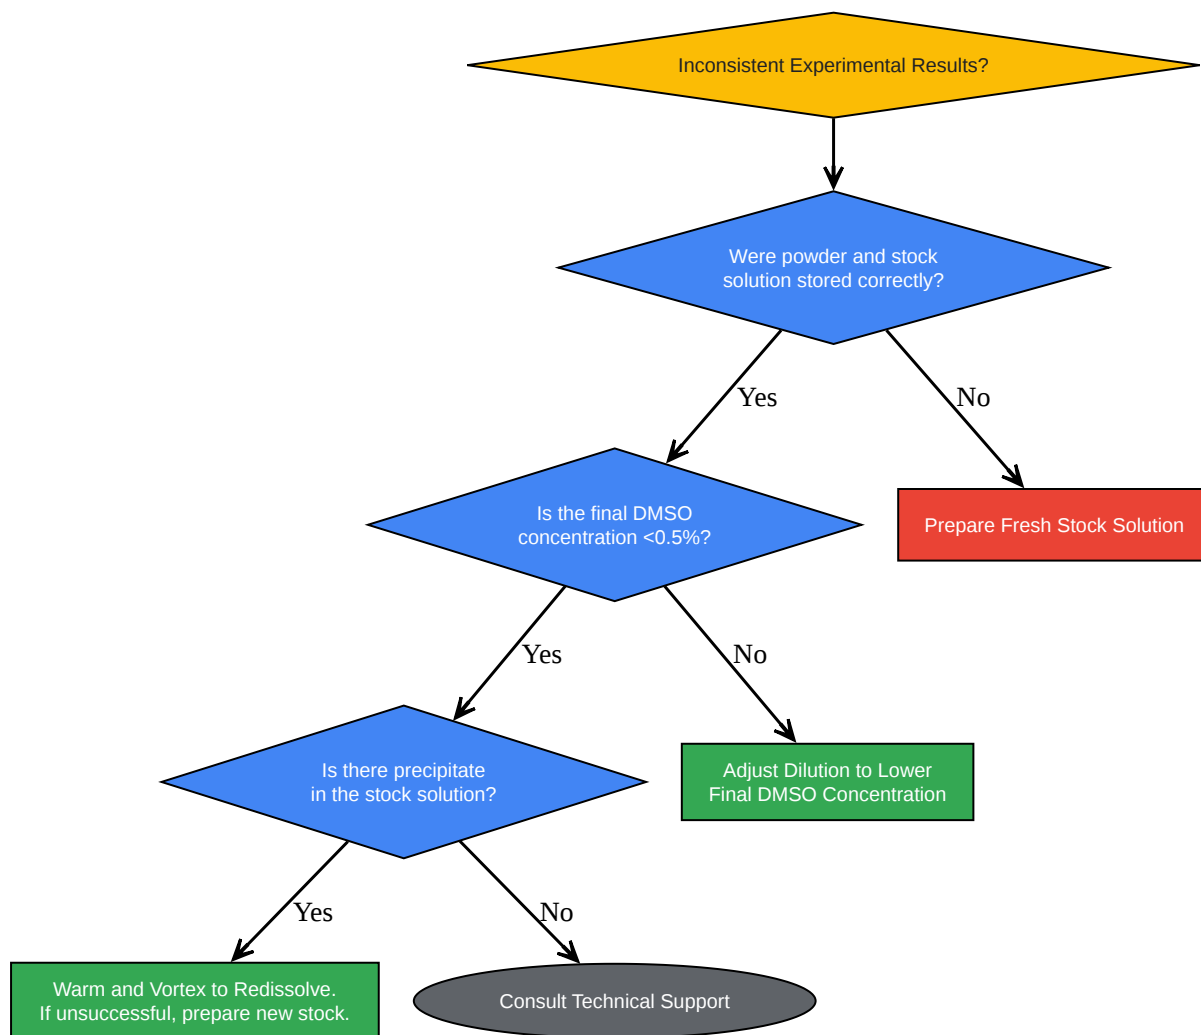 Inconsistent Experimental Results?
Were powder and stock
solution stored correctly?
Yes
No
Is the final DMSO
concentration <0.5%?
Prepare Fresh Stock Solution
Yes
No
Is there precipitate
in the stock solution?
Adjust Dilution to Lower
Final DMSO Concentration
Yes
No
Warm and Vortex to Redissolve.
If unsuccessful, prepare new stock.
Consult Technical Support